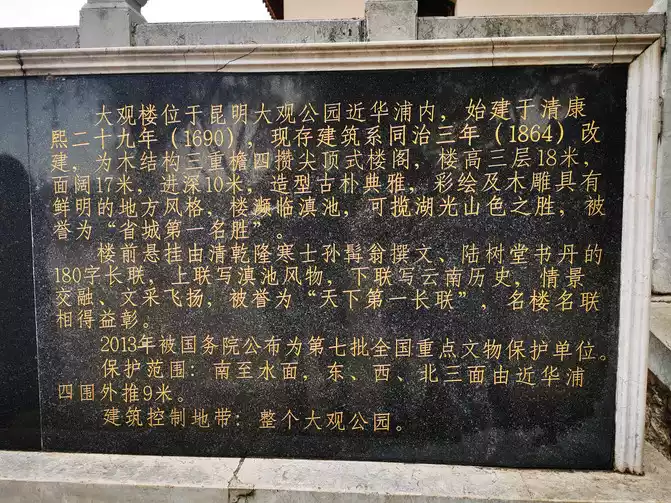 大观楼位于昆明大观公园近华浦内，始建于清康
熙二十九年（1690），现存建筑系同治三年（1864）改
建，为木结构三重檐四攒尖顶式楼阁，楼高三层18米，
面阔17米，进深10米，造型古朴典雅，彩绘及木雕具有
鲜明的地方风格，楼濒临滇池，可揽湖光山色之胜，被
誉为“省城第一名胜”。
楼前悬挂由清乾隆寒士孙髯翁撰文、陆树堂书丹的
180字长联，上联写滇池风物，下联写云南历史，情景
交融、文采飞扬，被誉为“天下第一长联”，名楼名联
相得益彰。
2013年被国务院公布为第七批全国重点文物保护单位。
保护范围：南至水面，东、西、北三面由近华浦
四围外推9米。
建筑控制地带：整个大观公园。